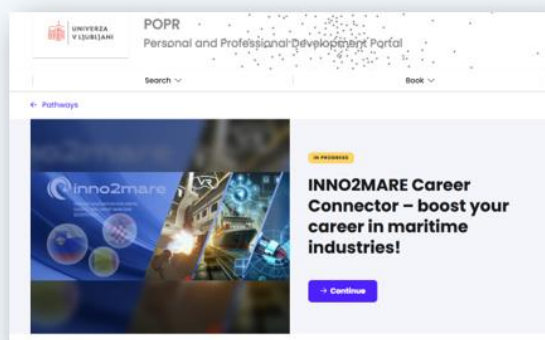 UNIVERZA
V LJUBLJANI
POPR
Personal and Professional Development Portal
Search
Book
← Pathways
inno2mare
VR
IN PROGRESS
INNO2MARE Career
Connector – boost your
career in maritime
industries!
→ Continue